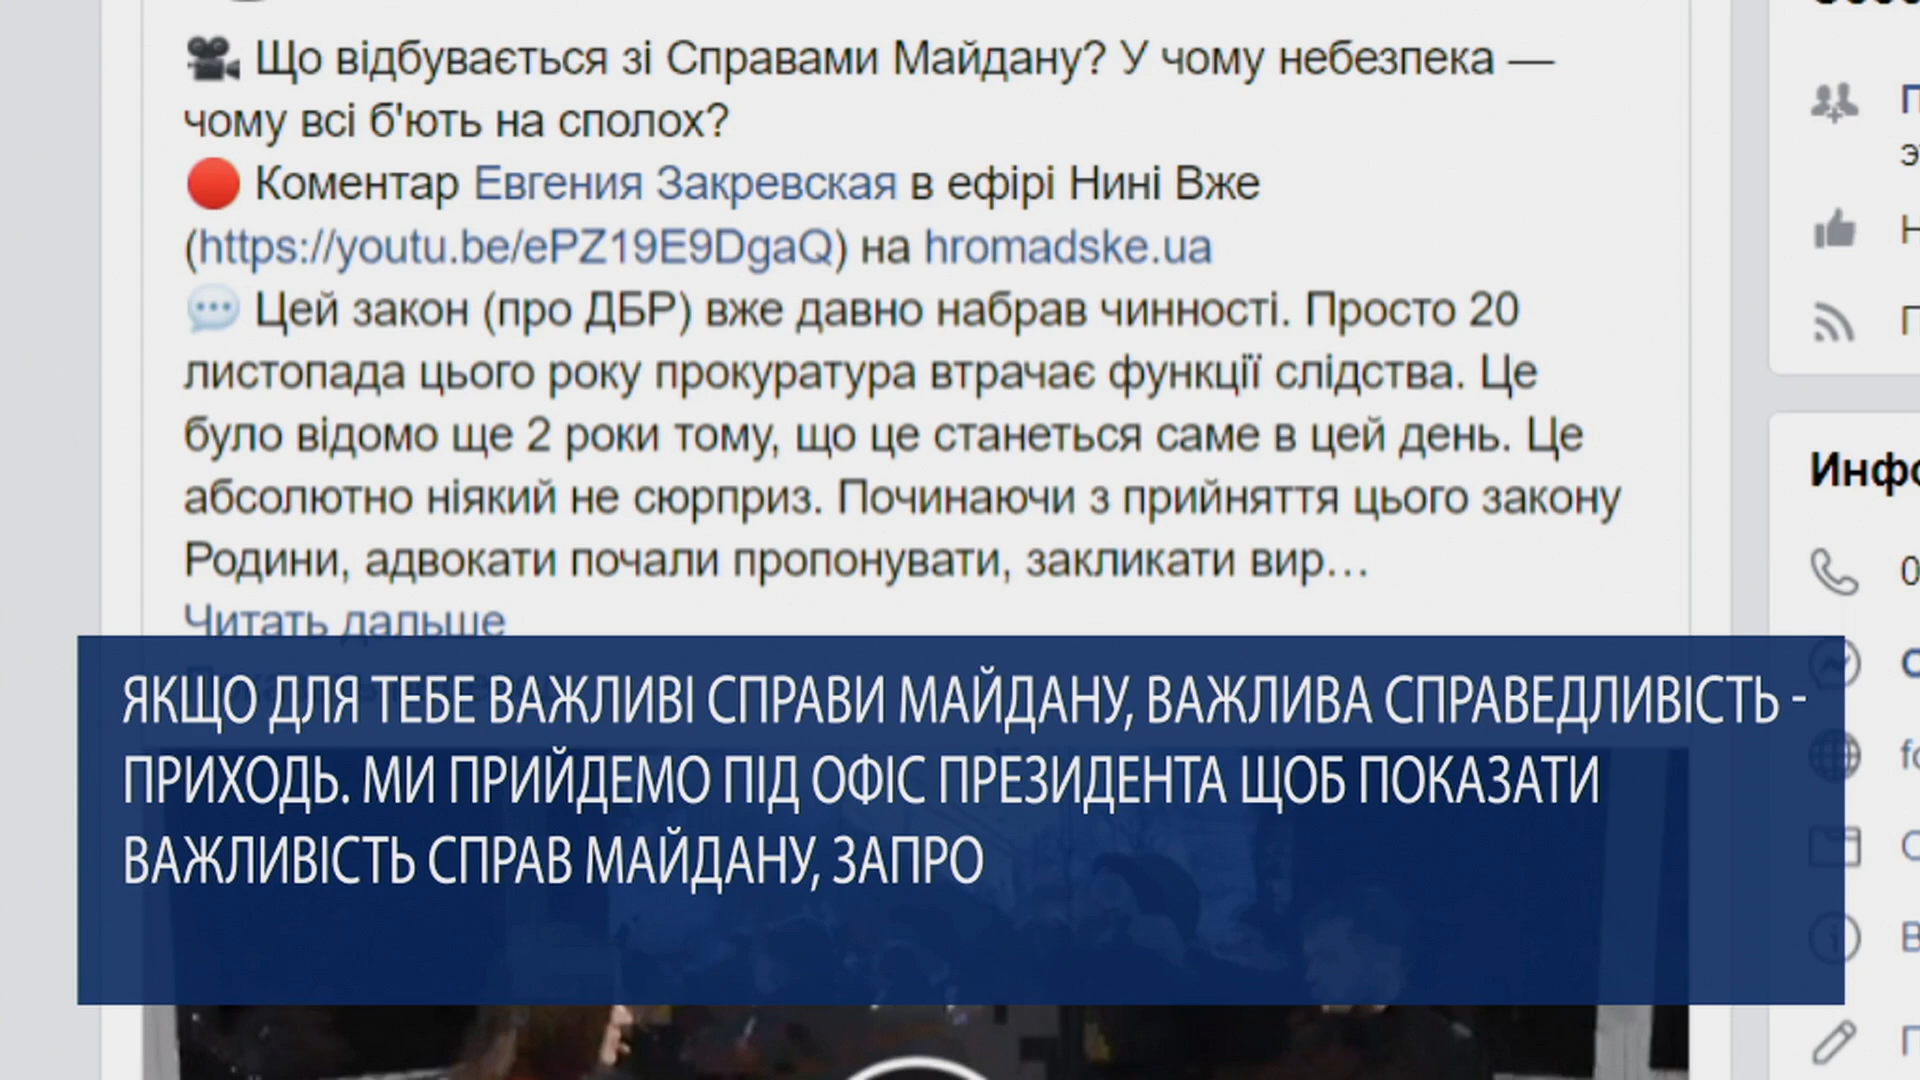 Що відбувається зі Справами Майдану? У чому небезпека —
чому всі б'ють на сполох?
Коментар Евгения Закревская в ефірі Нині Вже
(https://youtu.be/ePZ19E9DgaQ) на hromadske.ua
Цей закон (про ДБР) вже давно набрав чинності. Просто 20
листопада цього року прокуратура втрачає функції слідства. Це
було відомо ще 2 роки тому, що це станеться саме в цей день. Це
абсолютно ніякий не сюрприз. Починаючи з прийняття цього закону
Родини, адвокати почали пропонувати, закликати вир...
Читать дальше
ЯКЩО ДЛЯ ТЕБЕ ВАЖЛИВІ СПРАВИ МАЙДАНУ, ВАЖЛИВА СПРАВЕДЛИВІСТЬ -
ПРИХОДЬ. МИ ПРИЙДЕМО ПІД ОФІС ПРЕЗИДЕНТА ЩОБ ПОКАЗАТИ
ВАЖЛИВІСТЬ СПРАВ МАЙДАНУ, ЗАПРО
Инфо